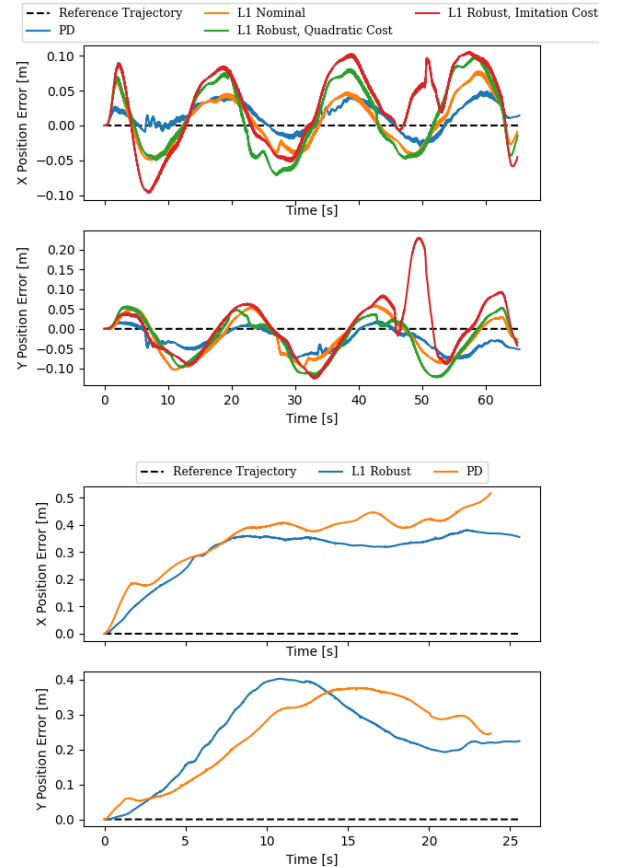 Reference Trajectory L1 Nominal L1 Robust, Imitation Cost
PD L1 Robust, Quadratic Cost
X Position Error [m]
0.10
0.05
0.00
−0.05
−0.10
Time [s]
Y Position Error [m]
0.20
0.15
0.10
0.05
0.00
−0.05
−0.10
0 10 20 30 40 50 60
Time [s]
Reference Trajectory L1 Robust PD
X Position Error [m]
0.5
0.4
0.3
0.2
0.1
0.0
Time [s]
Y Position Error [m]
0.4
0.3
0.2
0.1
0.0
0 5 10 15 20 25
Time [s]